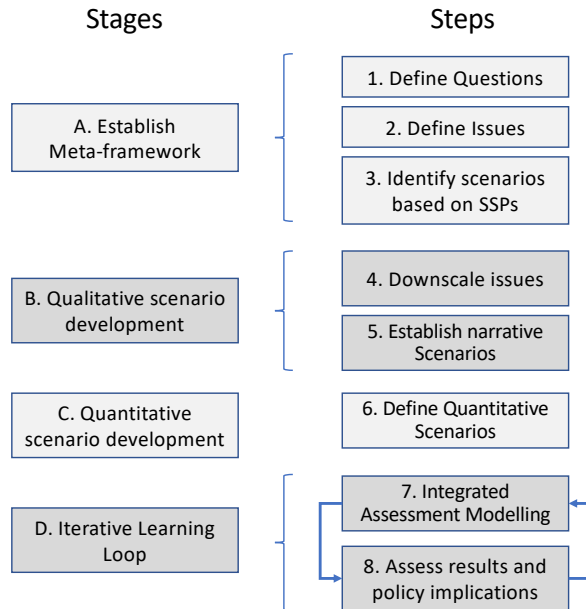 Stages
Steps
A. Establish
Meta-framework
1. Define Questions
2. Define Issues
3. Identify scenarios
based on SSPs
B. Qualitative scenario
development
4. Downscale issues
5. Establish narrative
Scenarios
C. Quantitative
scenario development
6. Define Quantitative
Scenarios
D. Iterative Learning
Loop
7. Integrated
Assessment Modelling
8. Assess results and
policy implications